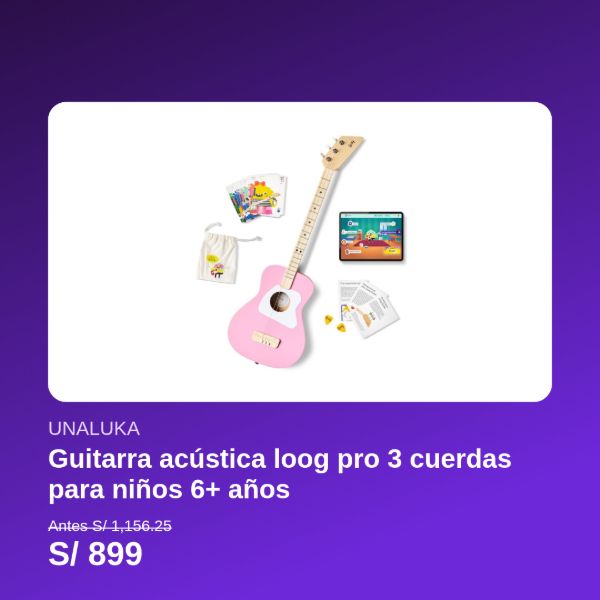 UNALUKA
Guitarra acústica loog pro 3 cuerdas
para niños 6+ años
Antes S/ 1,156.25
S/ 899